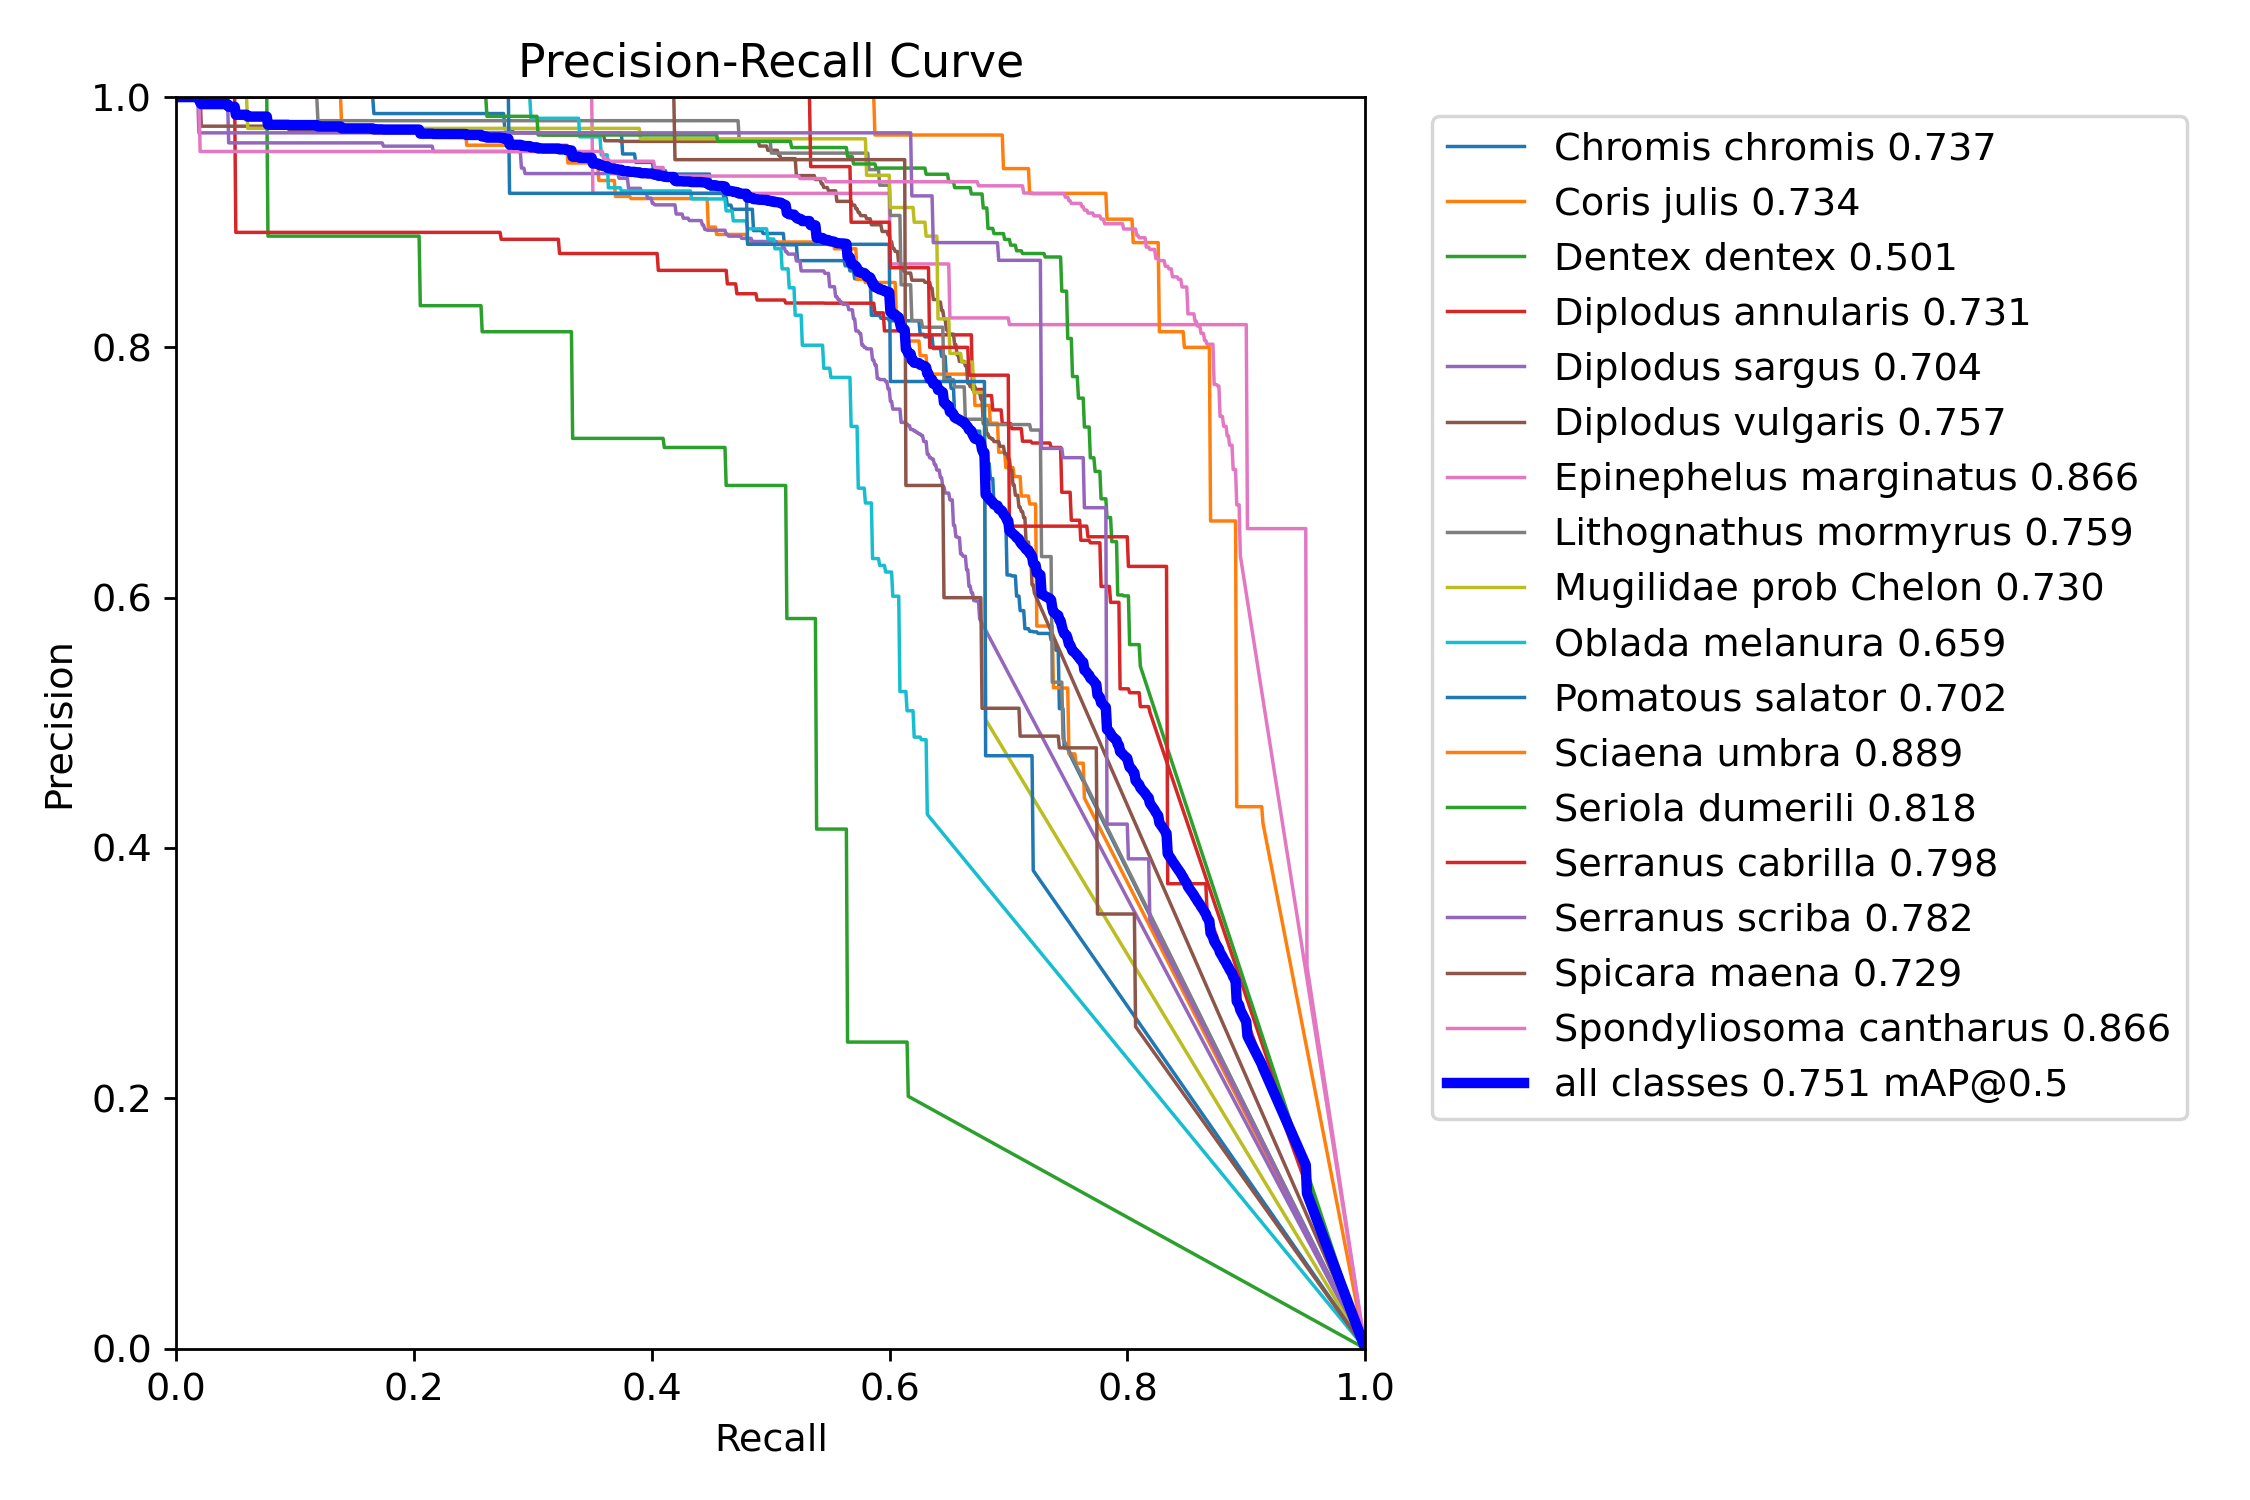 Precision-Recall Curve
1.0
0.8
0.6
0.4
0.2
0.0
Precision
0.0 0.2 0.4 0.6 0.8 1.0
Recall
Chromis chromis 0.737
Coris julis 0.734
Dentex dentex 0.501
Diplodus annularis 0.731
Diplodus sargus 0.704
Diplodus vulgaris 0.757
Epinephelus marginatus 0.866
Lithognathus mormyrus 0.759
Mugilidae prob Chelon 0.730
Oblada melanura 0.659
Pomatous salator 0.702
Sciaena umbra 0.889
Seriola dumerili 0.818
Serranus cabrilla 0.798
Serranus scriba 0.782
Spicara maena 0.729
Spondyliosoma cantharus 0.866
all classes 0.751 mAP@0.5